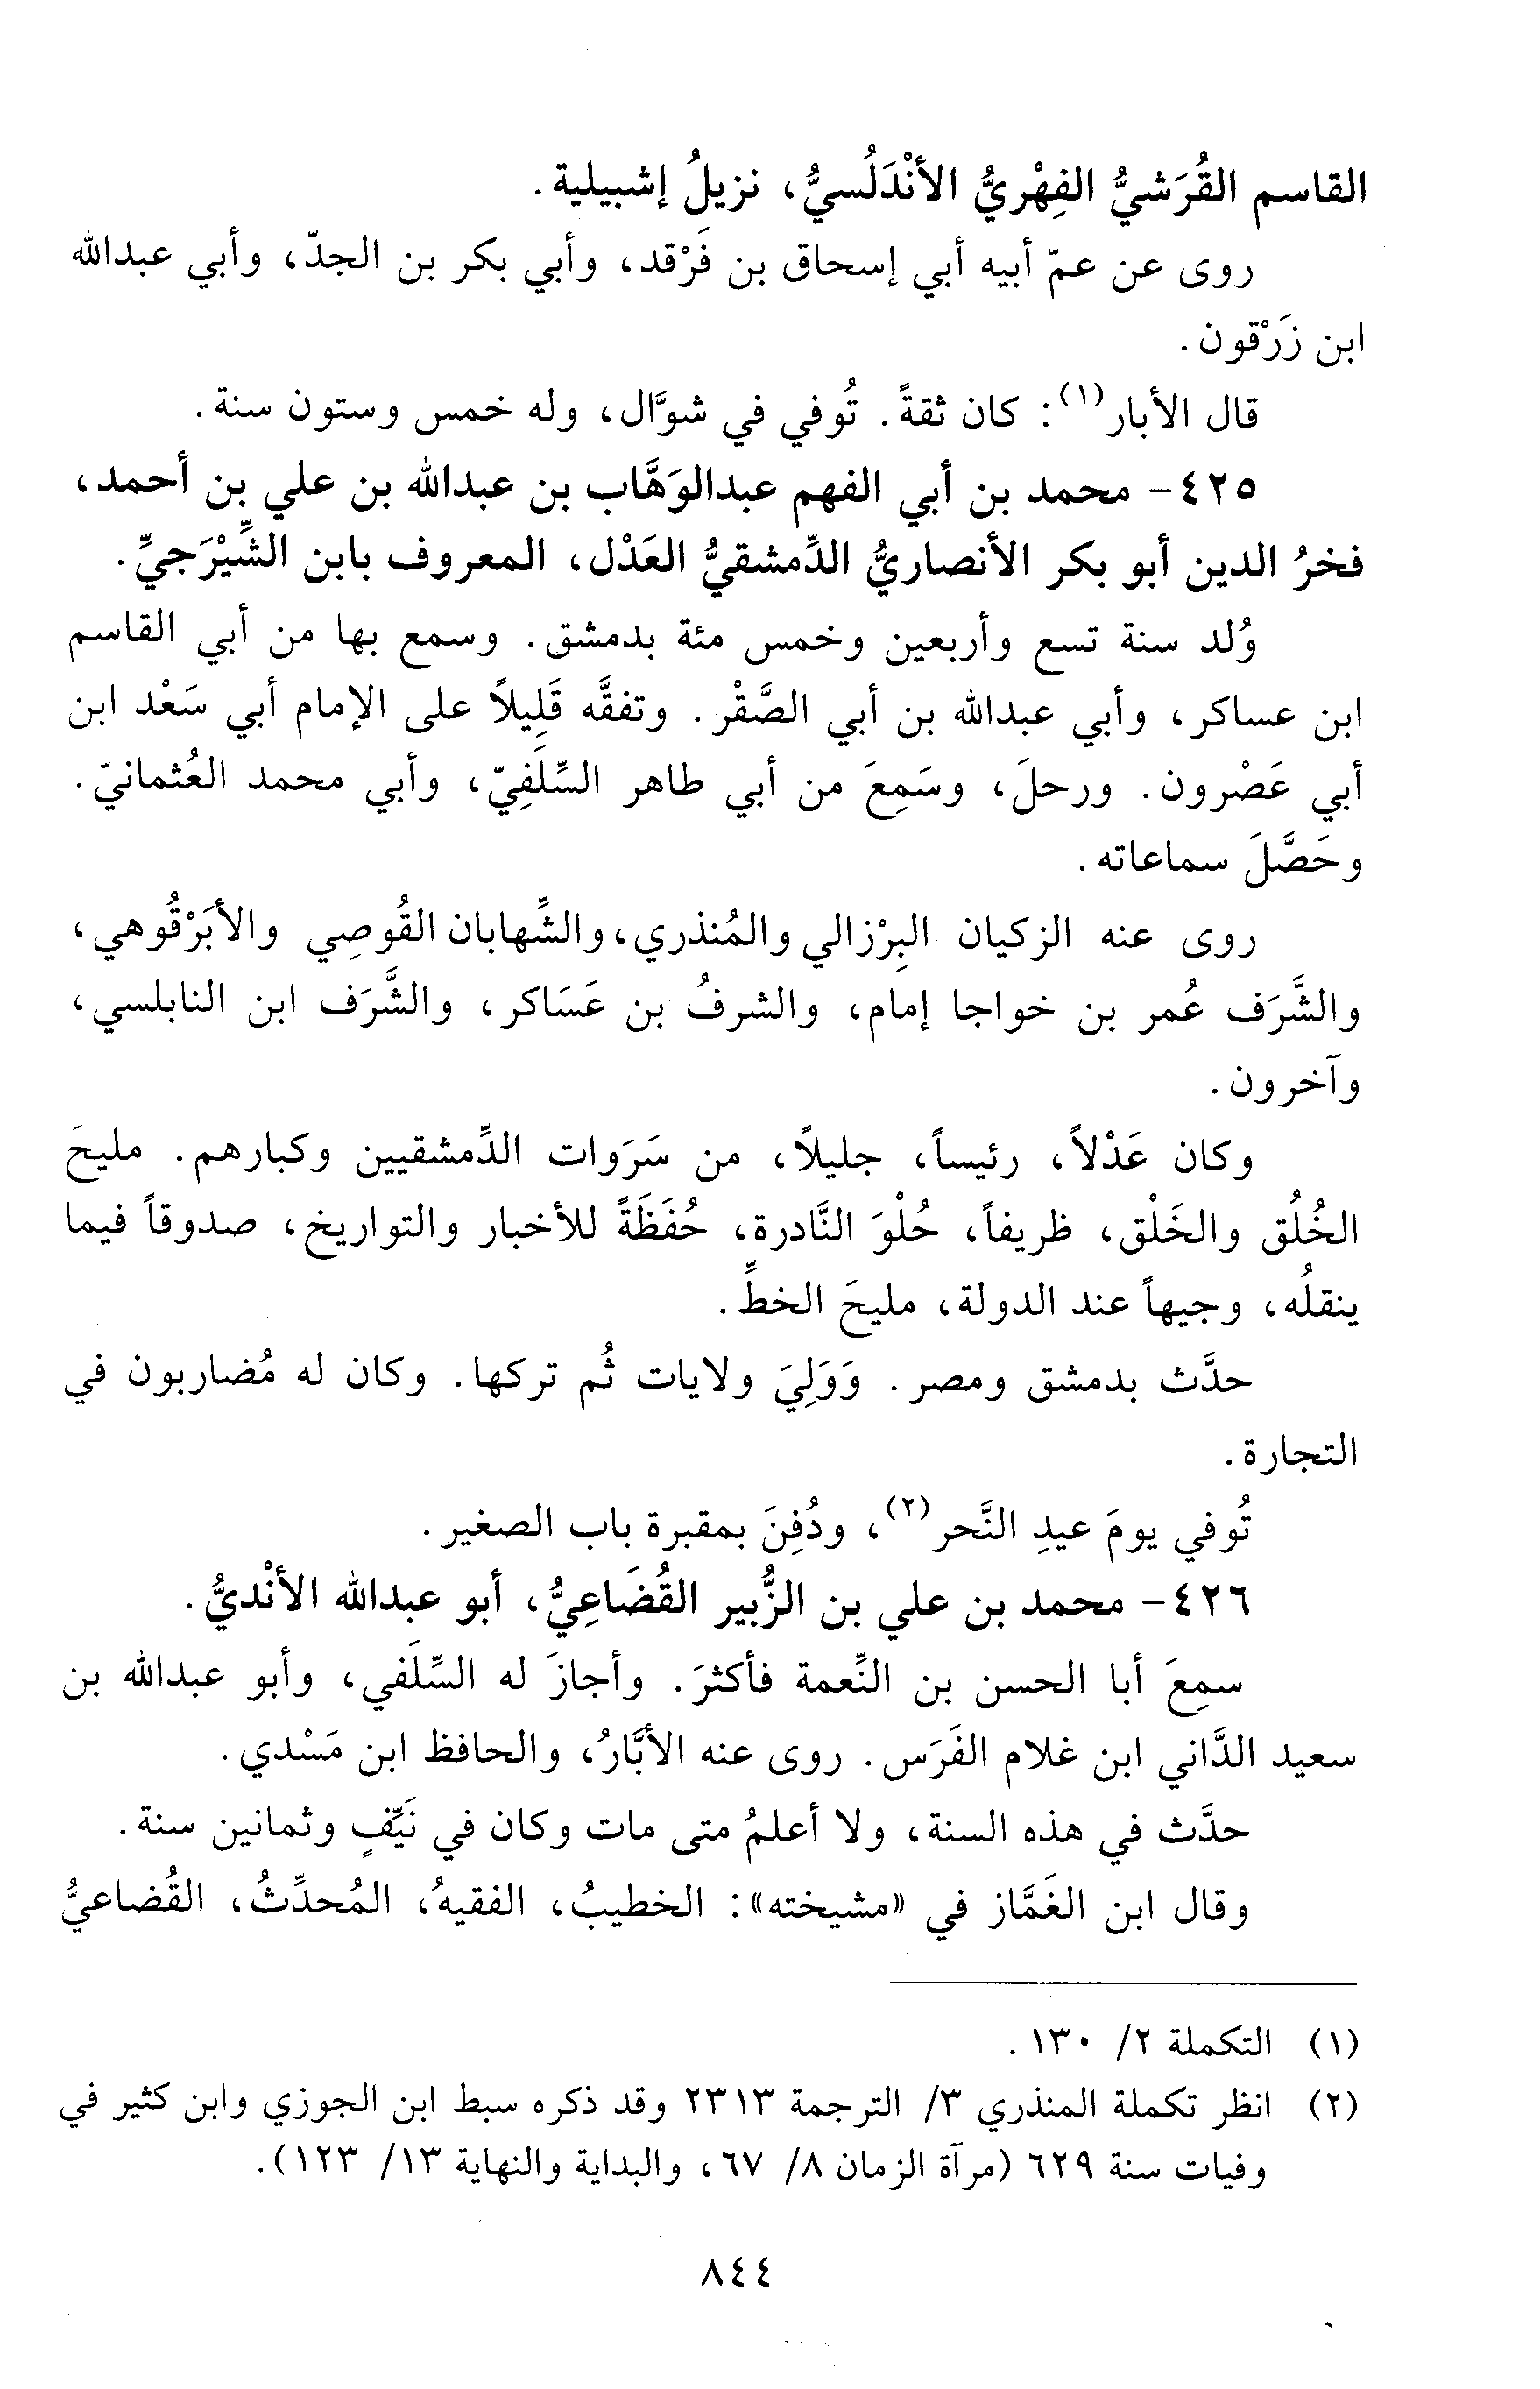 القاسم القُرَشيُّ الفِهْريُّ الأنْدَلُسيُّ، نزيلُ إشبيلية.
روى عن عمّ أبيه أبي إسحاق بن فَرْقد، وأبي بكر بن الجدّ، وأبي عبدالله
ابن زَرْقون.
قال الأبار(١): كان ثقةً. تُوفي في شوَّال، وله خمس وستون سنة.
٤٢٥- محمد بن أبي الفهم عبدالوَهَّاب بن عبدالله بن علي بن أحمد،
فخرُ الدين أبو بكر الأنصاريُّ الدِّمشقيُّ العَدْل، المعروف بابن الشِّيْرَجيِّ.
وُلد سنة تسع وأربعين وخمس مئة بدمشق. وسمع بها من أبي القاسم
ابن عساكر، وأبي عبدالله بن أبي الصَّقْر. وتفقَّه قَلِيلاً على الإمام أبي سَعْد ابن
أبي عَصْرون. ورحلَ، وسَمِعَ من أبي طاهر السِّلَفِيّ، وأبي محمد العُثمانيّ.
وحَصَّلَ سماعاته.
روى عنه الزكيان البِرْزالي والمُنذري، والشِّهابان القُوصِي والأبَرْقُوهي،
والشَّرَف عُمر بن خواجا إمام، والشرفُ بن عَسَاكر، والشَّرَف ابن النابلسي،
وآخرون.
وكان عَدْلاً، رئيساً، جليلاً، من سَرَوات الدِّمشقيين وكبارهم. مليحَ
الخُلُق والخَلْق، ظريفاً، حُلْوَ النَّادرة، حُفَظَةً للأخبار والتواريخ، صدوقاً فيما
ينقلُه، وجيهاً عند الدولة، مليحَ الخطِّ.
حدَّث بدمشق ومصر. وَوَلِيَ ولايات ثُم تركها. وكان له مُضاربون في
التجارة.
تُوفي يومَ عيدِ النَّحر(٢)، ودُفِنَ بمقبرة باب الصغير.
٤٢٦- محمد بن علي بن الزُّبير القُضَاعِيُّ، أبو عبدالله الأنْديُّ.
سمِعَ أبا الحسن بن النِّعمة فأكثرَ. وأجازَ له السِّلَفي، وأبو عبدالله بن
سعيد الدَّاني ابن غلام الفَرَس. روى عنه الأبَّارُ، والحافظ ابن مَسْدي.
حدَّث في هذه السنة، ولا أعلمُ متى مات وكان في نَيِّفٍ وثمانين سنة.
وقال ابن الغَمَّاز في «مشيخته»: الخطيبُ، الفقيهُ، المُحدِّثُ، القُضاعيُّ
(١) التكملة ٢/ ١٣٠.
(٢) انظر تكملة المنذري ٣/ الترجمة ٢٣١٣ وقد ذكره سبط ابن الجوزي وابن كثير في
وفيات سنة ٦٢٩ (مرآة الزمان ٨/ ٦٧، والبداية والنهاية ١٣/ ١٢٣).
٨٤٤